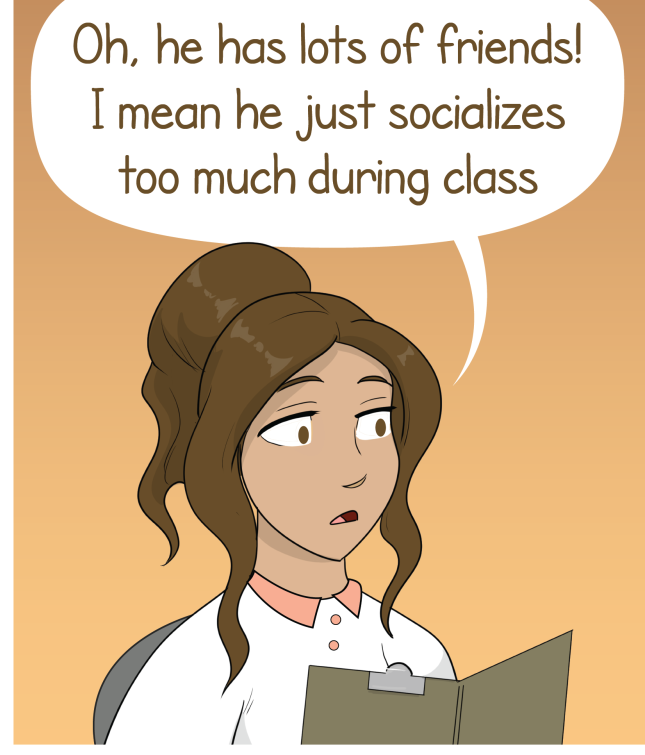 Oh, he has lots of friends!
I mean he just socializes
too much during class